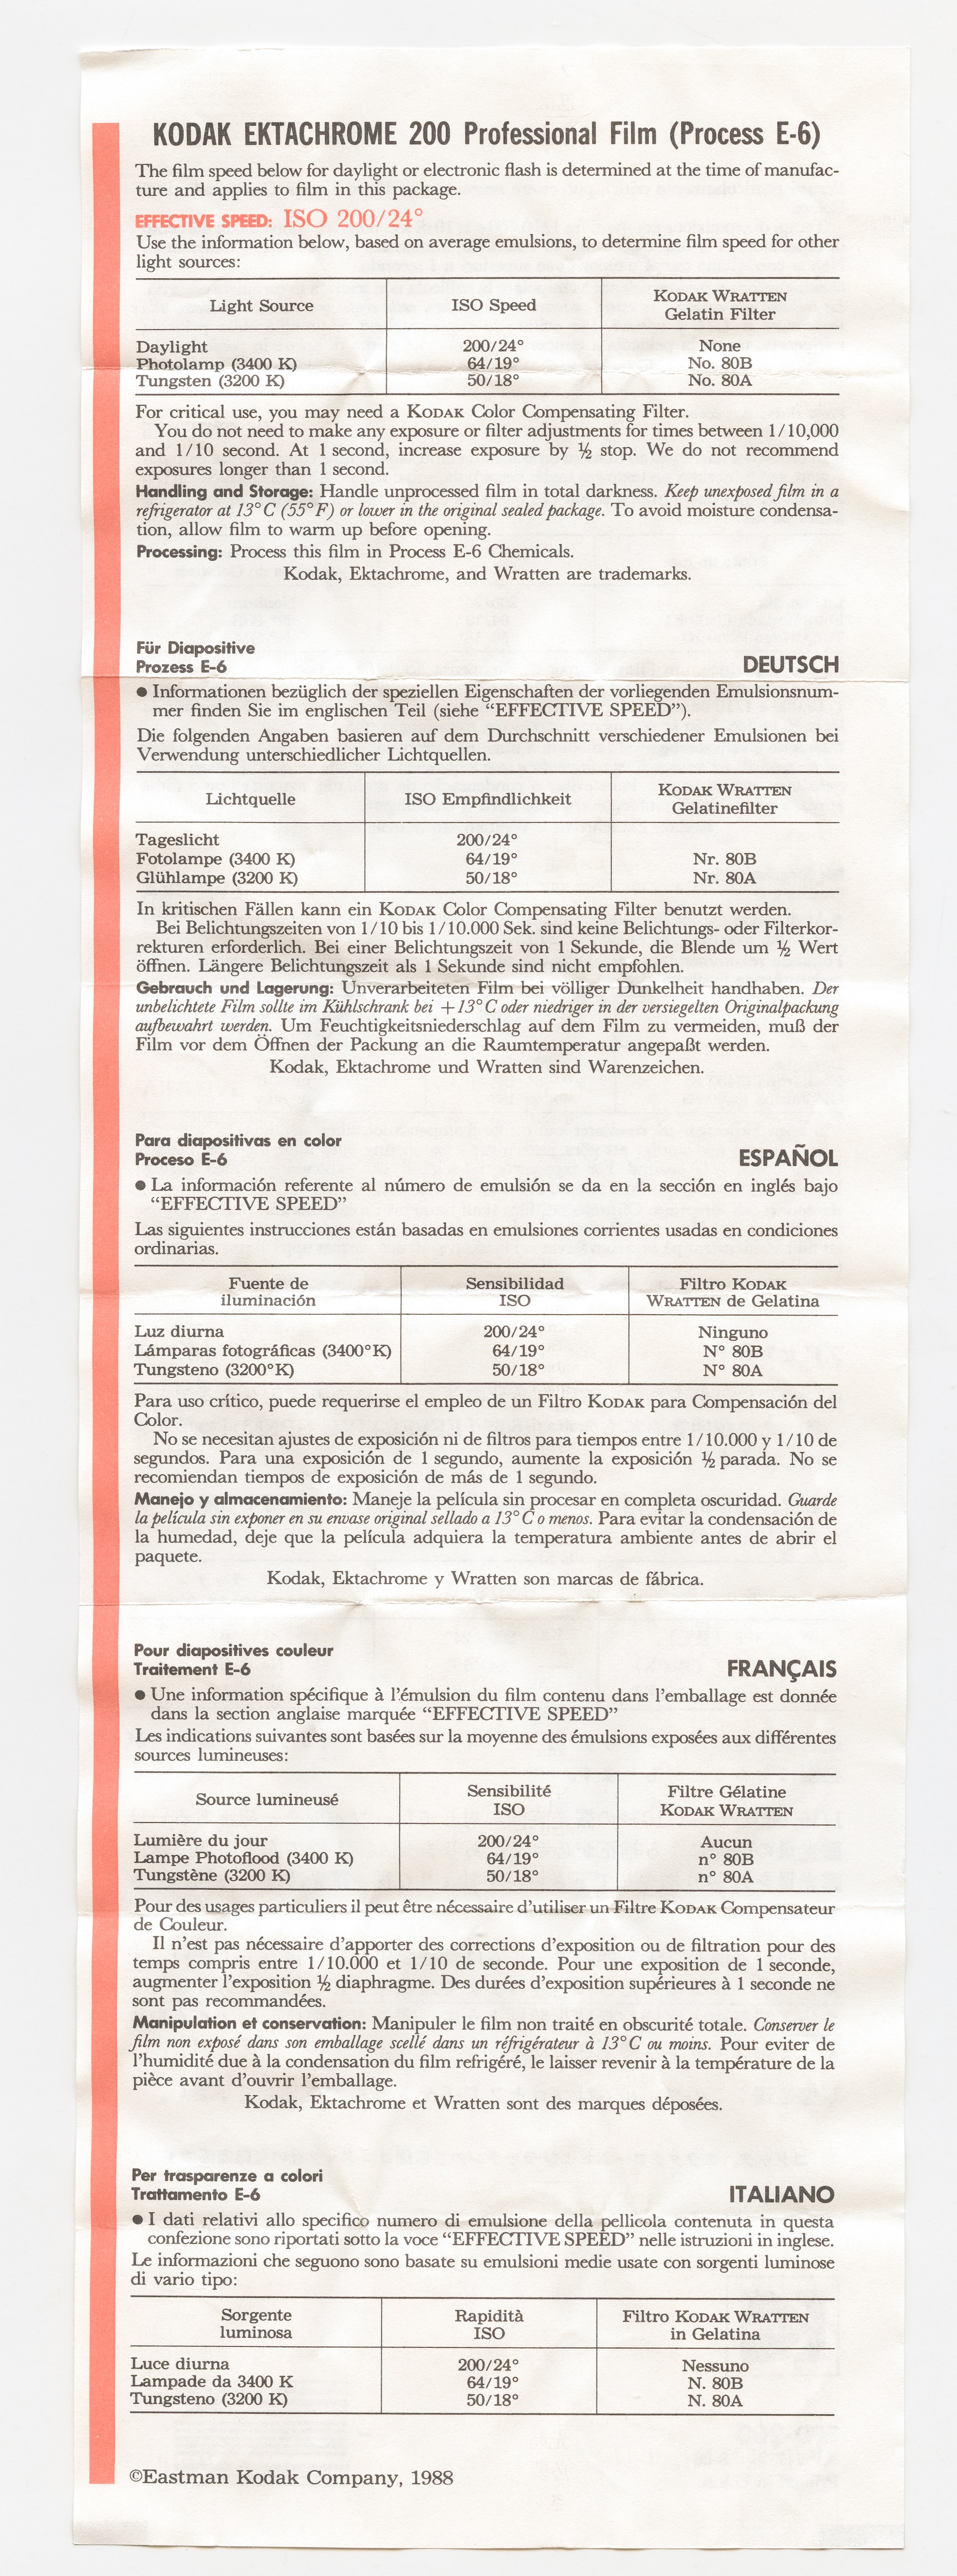 KODAK EKTACHROME 200 Professional Film (Process E-6)
The film speed below for daylight or electronic flash is determined at the time of manufac-
ture and applies to film in this package.
EFFECTIVE SPEED: ISO 200/24°
Use the information below, based on average emulsions, to determine film speed for other
light sources:
Light Source ISO Speed KODAK WRATTEN
Gelatin Filter
Daylight 200/24° None
Photolamp (3400 K) 64/19° No. 80B
Tungsten (3200 K) 50/18° No. 80A
For critical use, you may need a KODAK Color Compensating Filter.
You do not need to make any exposure or filter adjustments for times between 1/10,000
and 1/10 second. At 1 second, increase exposure by ½ stop. We do not recommend
exposures longer than 1 second.
Handling and Storage: Handle unprocessed film in total darkness. Keep unexposed film in a
refrigerator at 13°C (55°F) or lower in the original sealed package. To avoid moisture condensa-
tion, allow film to warm up before opening.
Processing: Process this film in Process E-6 Chemicals.
Kodak, Ektachrome, and Wratten are trademarks.
Für Diapositive
Prozess E-6
DEUTSCH
● Informationen bezüglich der speziellen Eigenschaften der vorliegenden Emulsionsnum-
mer finden Sie im englischen Teil (siehe “EFFECTIVE SPEED”).
Die folgenden Angaben basieren auf dem Durchschnitt verschiedener Emulsionen bei
Verwendung unterschiedlicher Lichtquellen.
Lichtquelle ISO Empfindlichkeit KODAK WRATTEN
Gelatinefilter
Tageslicht 200/24°
Fotolampe (3400 K) 64/19° Nr. 80B
Glühlampe (3200 K) 50/18° Nr. 80A
In kritischen Fällen kann ein KODAK Color Compensating Filter benutzt werden.
Bei Belichtungszeiten von 1/10 bis 1/10.000 Sek. sind keine Belichtungs- oder Filterkor-
rekturen erforderlich. Bei einer Belichtungszeit von 1 Sekunde, die Blende um ½ Wert
öffnen. Längere Belichtungszeit als 1 Sekunde sind nicht empfohlen.
Gebrauch und Lagerung: Unverarbeiteten Film bei völliger Dunkelheit handhaben. Der
unbelichtete Film sollte im Kühlschrank bei +13°C oder niedriger in der versiegelten Originalpackung
aufbewahrt werden. Um Feuchtigkeitsniederschlag auf dem Film zu vermeiden, muß der
Film vor dem Öffnen der Packung an die Raumtemperatur angepaßt werden.
Kodak, Ektachrome und Wratten sind Warenzeichen.
Para diapositivas en color
Proceso E-6
ESPAÑOL
● La información referente al número de emulsión se da en la sección en inglés bajo
“EFFECTIVE SPEED”
Las siguientes instrucciones están basadas en emulsiones corrientes usadas en condiciones
ordinarias.
Fuente de Sensibilidad Filtro KODAK
iluminación ISO WRATTEN de Gelatina
Luz diurna 200/24° Ninguno
Lámparas fotográficas (3400°K) 64/19° N° 80B
Tungsteno (3200°K) 50/18° N° 80A
Para uso crítico, puede requerirse el empleo de un Filtro KODAK para Compensación del
Color.
No se necesitan ajustes de exposición ni de filtros para tiempos entre 1/10.000 y 1/10 de
segundos. Para una exposición de 1 segundo, aumente la exposición ½ parada. No se
recomiendan tiempos de exposición de más de 1 segundo.
Manejo y almacenamiento: Maneje la película sin procesar en completa oscuridad. Guarde
la película sin exponer en su envase original sellado a 13°C o menos. Para evitar la condensación de
la humedad, deje que la película adquiera la temperatura ambiente antes de abrir el
paquete.
Kodak, Ektachrome y Wratten son marcas de fábrica.
Pour diapositives couleur
Traitement E-6
FRANÇAIS
● Une information spécifique à l'émulsion du film contenu dans l'emballage est donnée
dans la section anglaise marquée “EFFECTIVE SPEED”
Les indications suivantes sont basées sur la moyenne des émulsions exposées aux différentes
sources lumineuses:
Source lumineusé Sensibilité Filtre Gélatine
ISO KODAK WRATTEN
Lumière du jour 200/24° Aucun
Lampe Photoflood (3400 K) 64/19° n° 80B
Tungstène (3200 K) 50/18° n° 80A
Pour des usages particuliers il peut être nécessaire d'utiliser un Filtre KODAK Compensateur
de Couleur.
Il n'est pas nécessaire d'apporter des corrections d'exposition ou de filtration pour des
temps compris entre 1/10.000 et 1/10 de seconde. Pour une exposition de 1 seconde,
augmenter l'exposition ½ diaphragme. Des durées d'exposition supérieures à 1 seconde ne
sont pas recommandées.
Manipulation et conservation: Manipuler le film non traité en obscurité totale. Conserver le
film non exposé dans son emballage scellé dans un réfrigérateur à 13°C ou moins. Pour eviter de
l'humidité due à la condensation du film refrigéré, le laisser revenir à la température de la
pièce avant d'ouvrir l'emballage.
Kodak, Ektachrome et Wratten sont des marques déposées.
Per trasparenze a colori
Trattamento E-6
ITALIANO
● I dati relativi allo specifico numero di emulsione della pellicola contenuta in questa
confezione sono riportati sotto la voce “EFFECTIVE SPEED” nelle istruzioni in inglese.
Le informazioni che seguono sono basate su emulsioni medie usate con sorgenti luminose
di vario tipo:
Sorgente Rapidità Filtro KODAK WRATTEN
luminosa ISO in Gelatina
Luce diurna 200/24° Nessuno
Lampade da 3400 K 64/19° N. 80B
Tungsteno (3200 K) 50/18° N. 80A
©Eastman Kodak Company, 1988